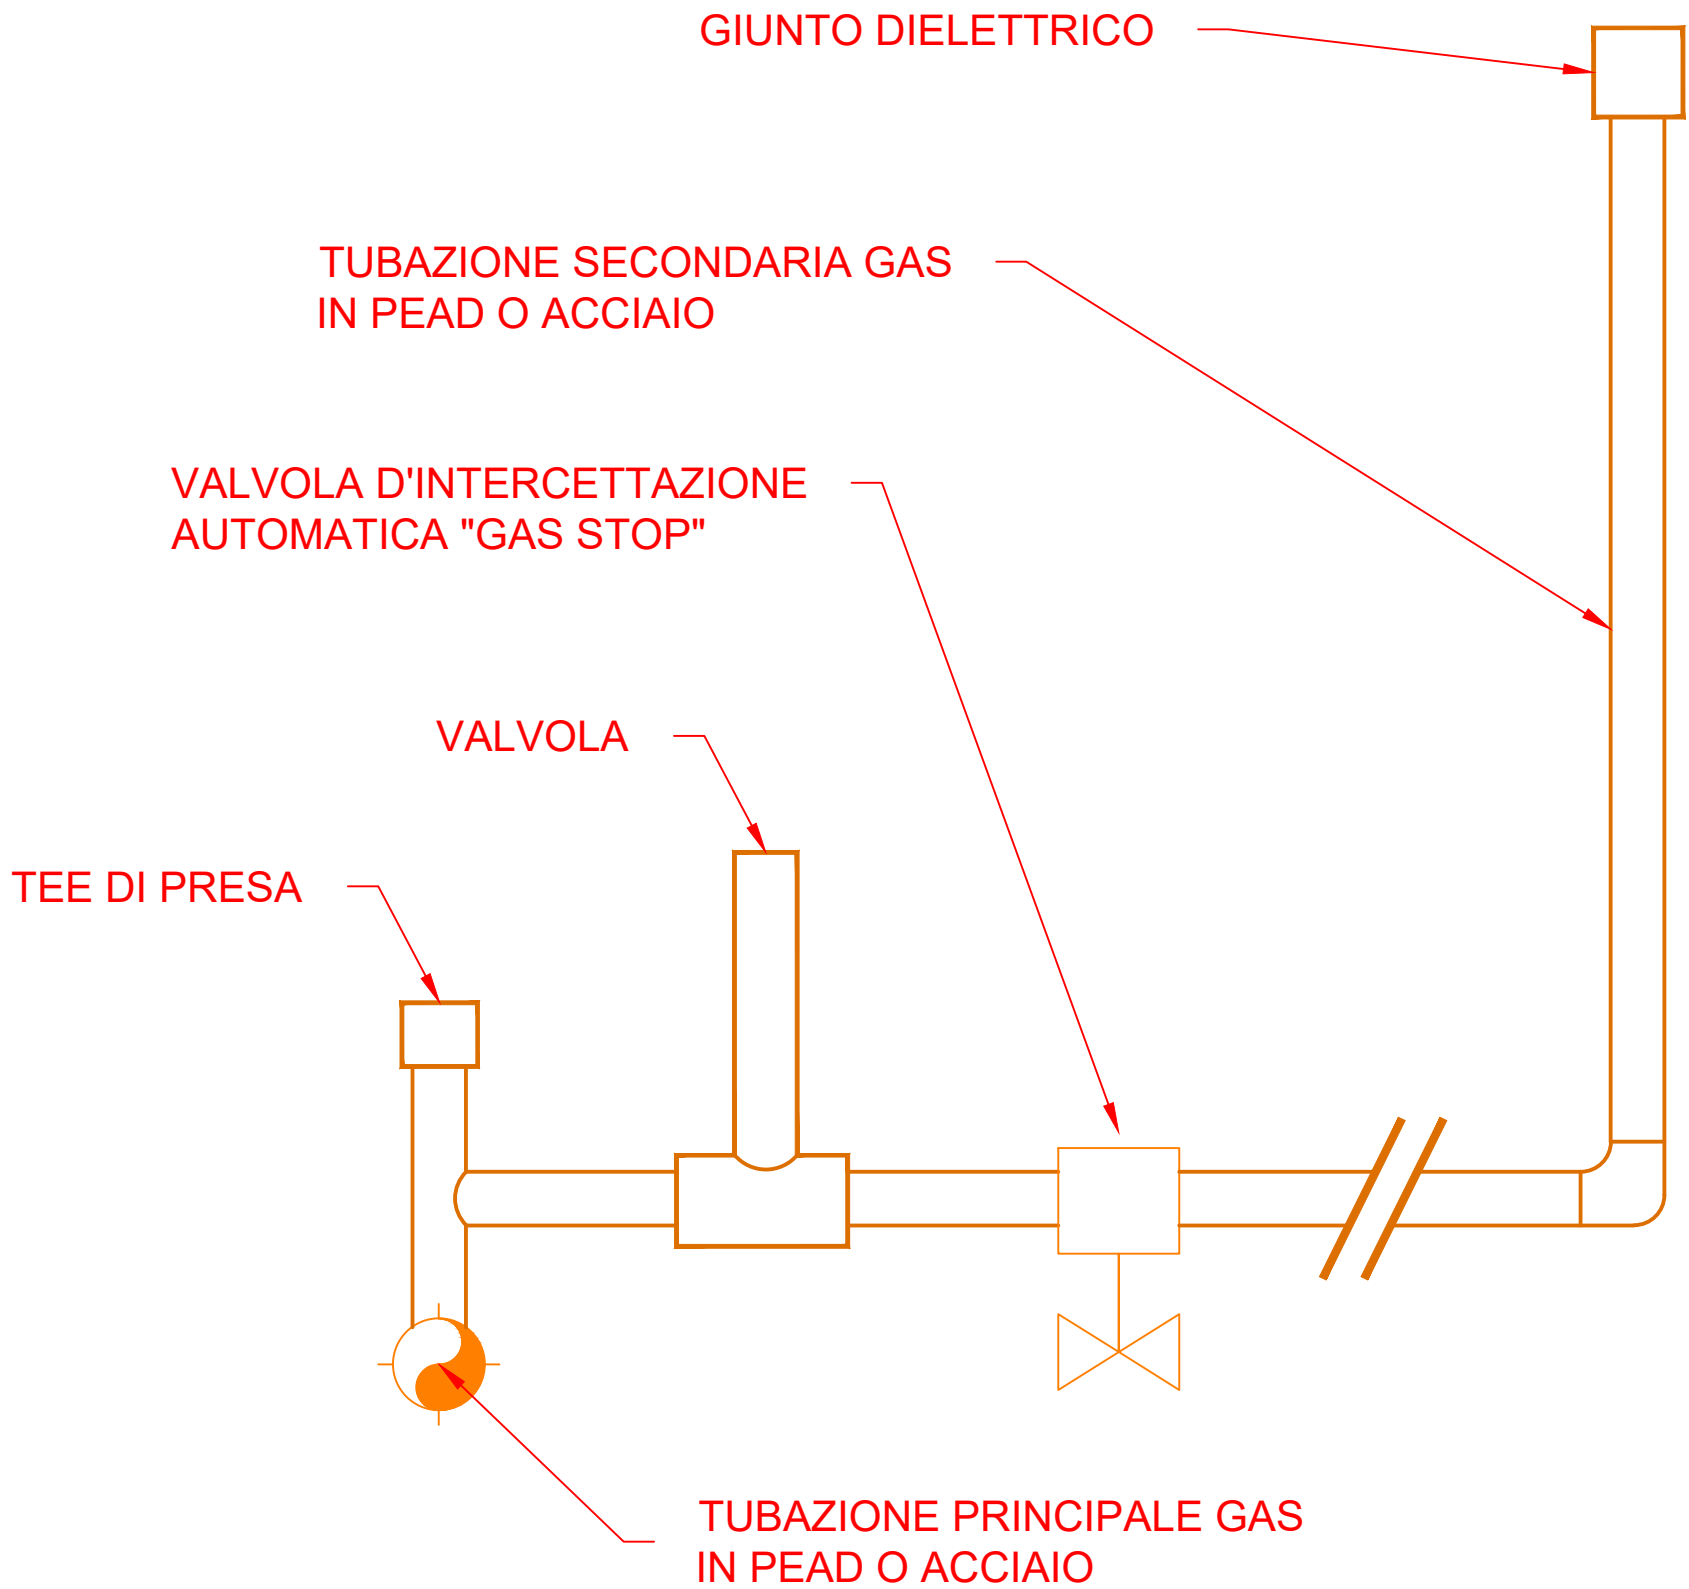 GIUNTO DIELETTRICO
TUBAZIONE SECONDARIA GAS
IN PEAD O ACCIAIO
VALVOLA D'INTERCETTAZIONE
AUTOMATICA "GAS STOP"
VALVOLA
TEE DI PRESA
TUBAZIONE PRINCIPALE GAS
IN PEAD O ACCIAIO